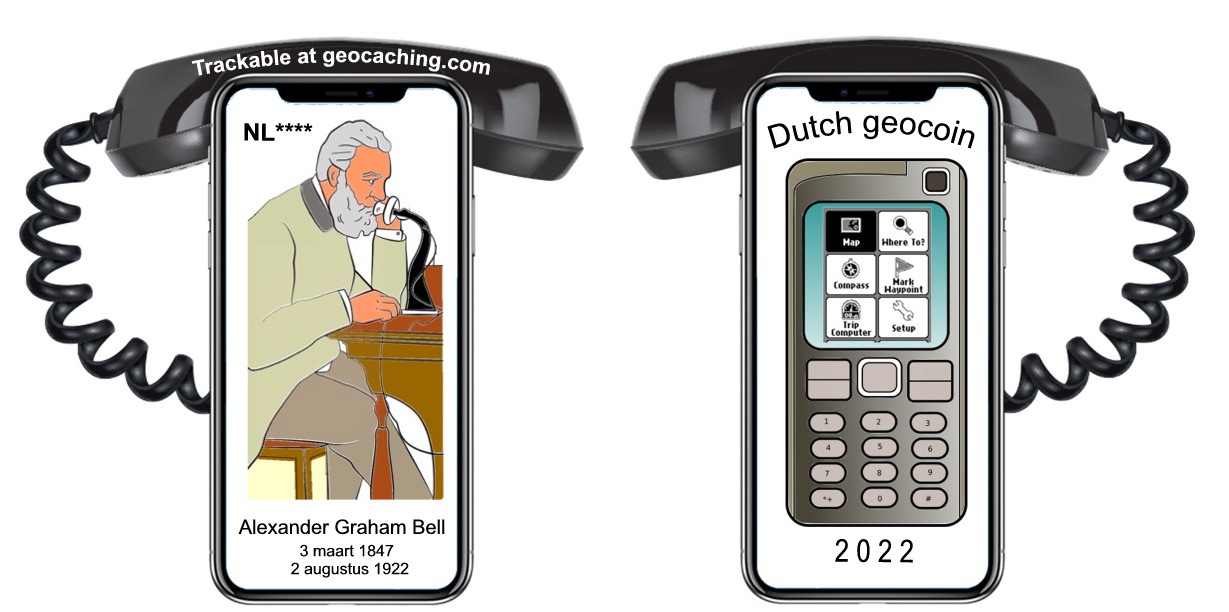 Trackable at geocaching.com
NL****
Alexander Graham Bell
3 maart 1847
2 augustus 1922
Dutch geocoin
Map
Where To?
Compass
Mark
Waypoint
Trip
Computer
Setup
1 2 3
4 5 6
7 8 9
*+ 0 #
2022